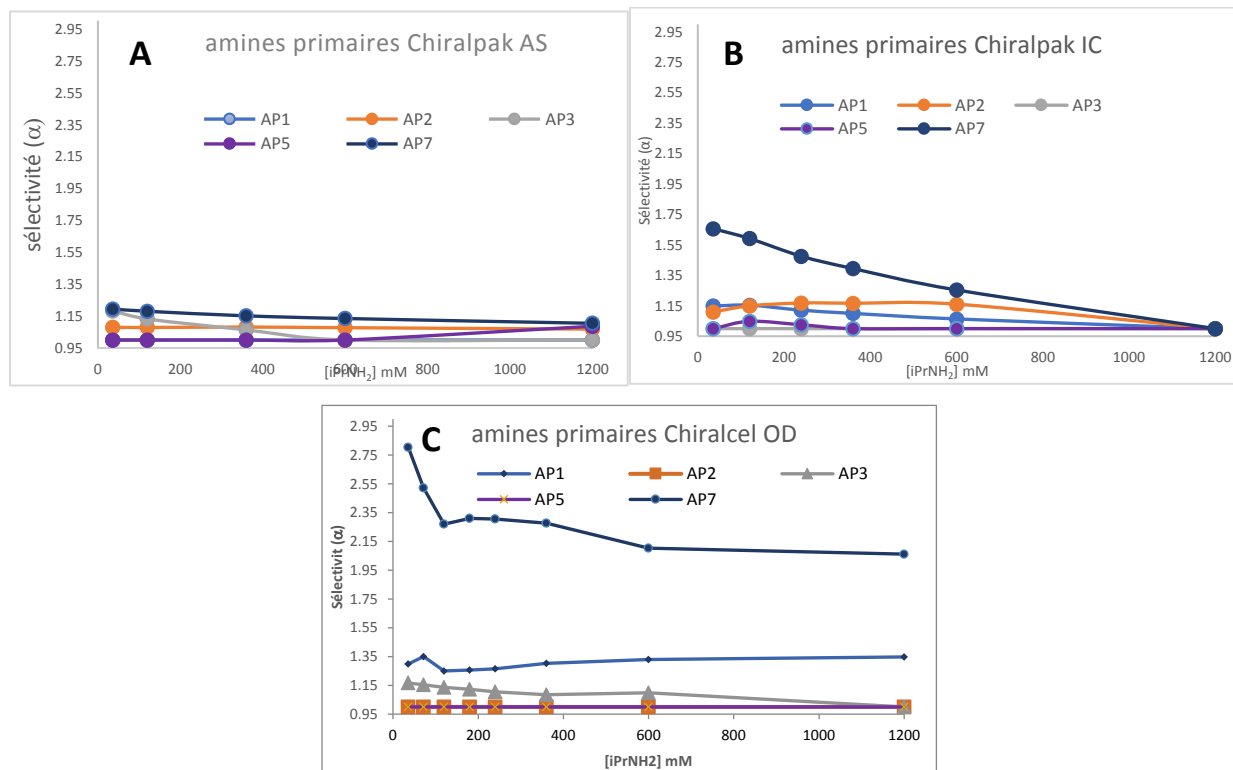 A
amines primaires Chiralpak AS
2.95
2.75
2.55
2.35
2.15
1.95
1.75
1.55
1.35
1.15
0.95
sélectivité (α)
AP1 AP2 AP3
AP5 AP7
0 200 400 600 800 1000 1200
[iPrNH2] mM
B
amines primaires Chiralpak IC
2.95
2.75
2.55
2.35
2.15
1.95
1.75
1.55
1.35
1.15
0.95
Sélectivité (α)
AP1 AP2 AP3
AP5 AP7
0 200 400 600 800 1000 1200
[iPrNH2] mM
C
amines primaires Chiralcel OD
2.95
2.75
2.55
2.35
2.15
1.95
1.75
1.55
1.35
1.15
0.95
Sélectivit (α)
AP1 AP2 AP3
AP5 AP7
0 200 400 600 800 1000 1200
[iPrNH2] mM